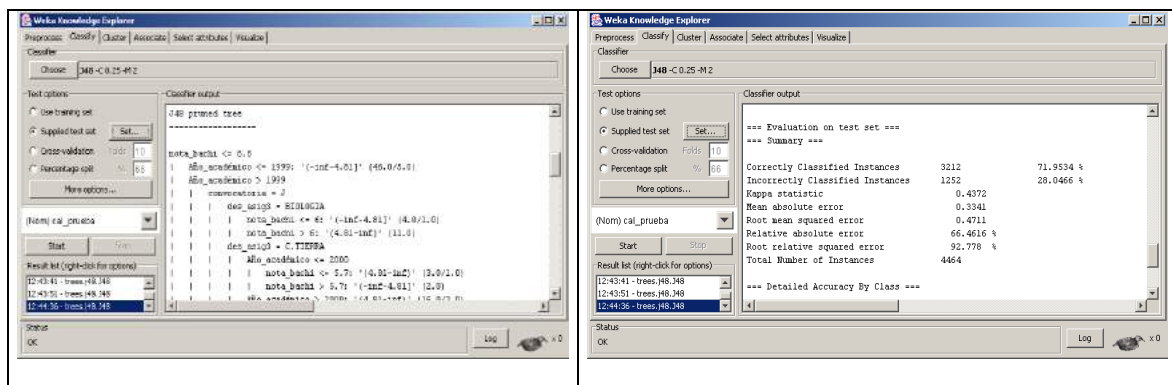 Weka Knowledge Explorer
Preprocess Classify Cluster Associate Select attributes Visualize
Classifier
Choose J48 -C 0.25 -M 2
Test options
Use training set
Supplied test set Set...
Cross-validation Folds 10
Percentage split % 66
More options...
(Nom) cal_prueba
Start Stop
Result list (right-click for options)
12:43:41 - trees.j48.J48
12:43:51 - trees.j48.J48
12:44:36 - trees.j48.J48
Classifier output
J48 pruned tree
------------------
nota_bachi <= 5.5
| Año_académico <= 1999: '(-inf-4.81]' (46.0/5.0)
| Año_académico > 1999
| | convocatoria = J
| | | des_asig3 = BIOLOGIA
| | | | nota_bachi <= 6: '(-inf-4.81]' (4.0/1.0)
| | | | nota_bachi > 6: '(4.81-inf)' (11.0)
| | | des_asig3 = C.TIERRA
| | | | Año_académico <= 2000
| | | | | nota_bachi <= 5.7: '(4.81-inf)' (3.0/1.0)
| | | | | nota_bachi > 5.7: '(-inf-4.81]' (2.0)
| | | | Año_académico > 2000: '(4.81-inf)'
Status
OK
Log x 0
Weka Knowledge Explorer
Preprocess Classify Cluster Associate Select attributes Visualize
Classifier
Choose J48 -C 0.25 -M 2
Test options
Use training set
Supplied test set Set...
Cross-validation Folds 10
Percentage split % 66
More options...
(Nom) cal_prueba
Start Stop
Result list (right-click for options)
12:43:41 - trees.j48.J48
12:43:51 - trees.j48.J48
12:44:36 - trees.j48.J48
Classifier output
=== Evaluation on test set ===
=== Summary ===
Correctly Classified Instances 3212 71.9534 %
Incorrectly Classified Instances 1252 28.0466 %
Kappa statistic 0.4372
Mean absolute error 0.3341
Root mean squared error 0.4711
Relative absolute error 66.4616 %
Root relative squared error 92.778 %
Total Number of Instances 4464
=== Detailed Accuracy By Class ===
Status
OK
Log x 0